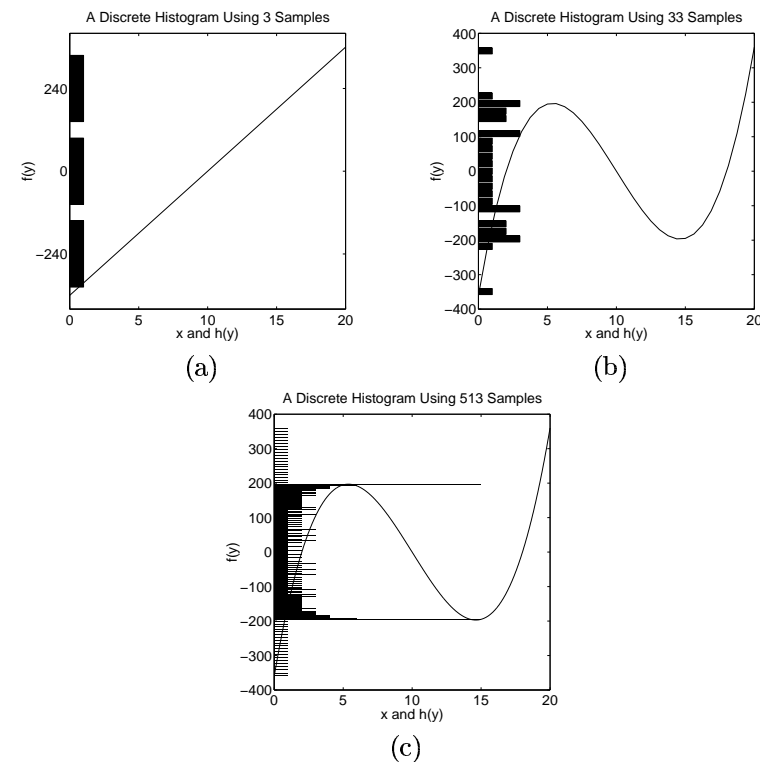 A Discrete Histogram Using 3 Samples
240
0
−240
f(y)
0 5 10 15 20
x and h(y)
(a)
A Discrete Histogram Using 33 Samples
400
300
200
100
0
−100
−200
−300
−400
f(y)
0 5 10 15 20
x and h(y)
(b)
A Discrete Histogram Using 513 Samples
400
300
200
100
0
−100
−200
−300
−400
f(y)
0 5 10 15 20
x and h(y)
(c)